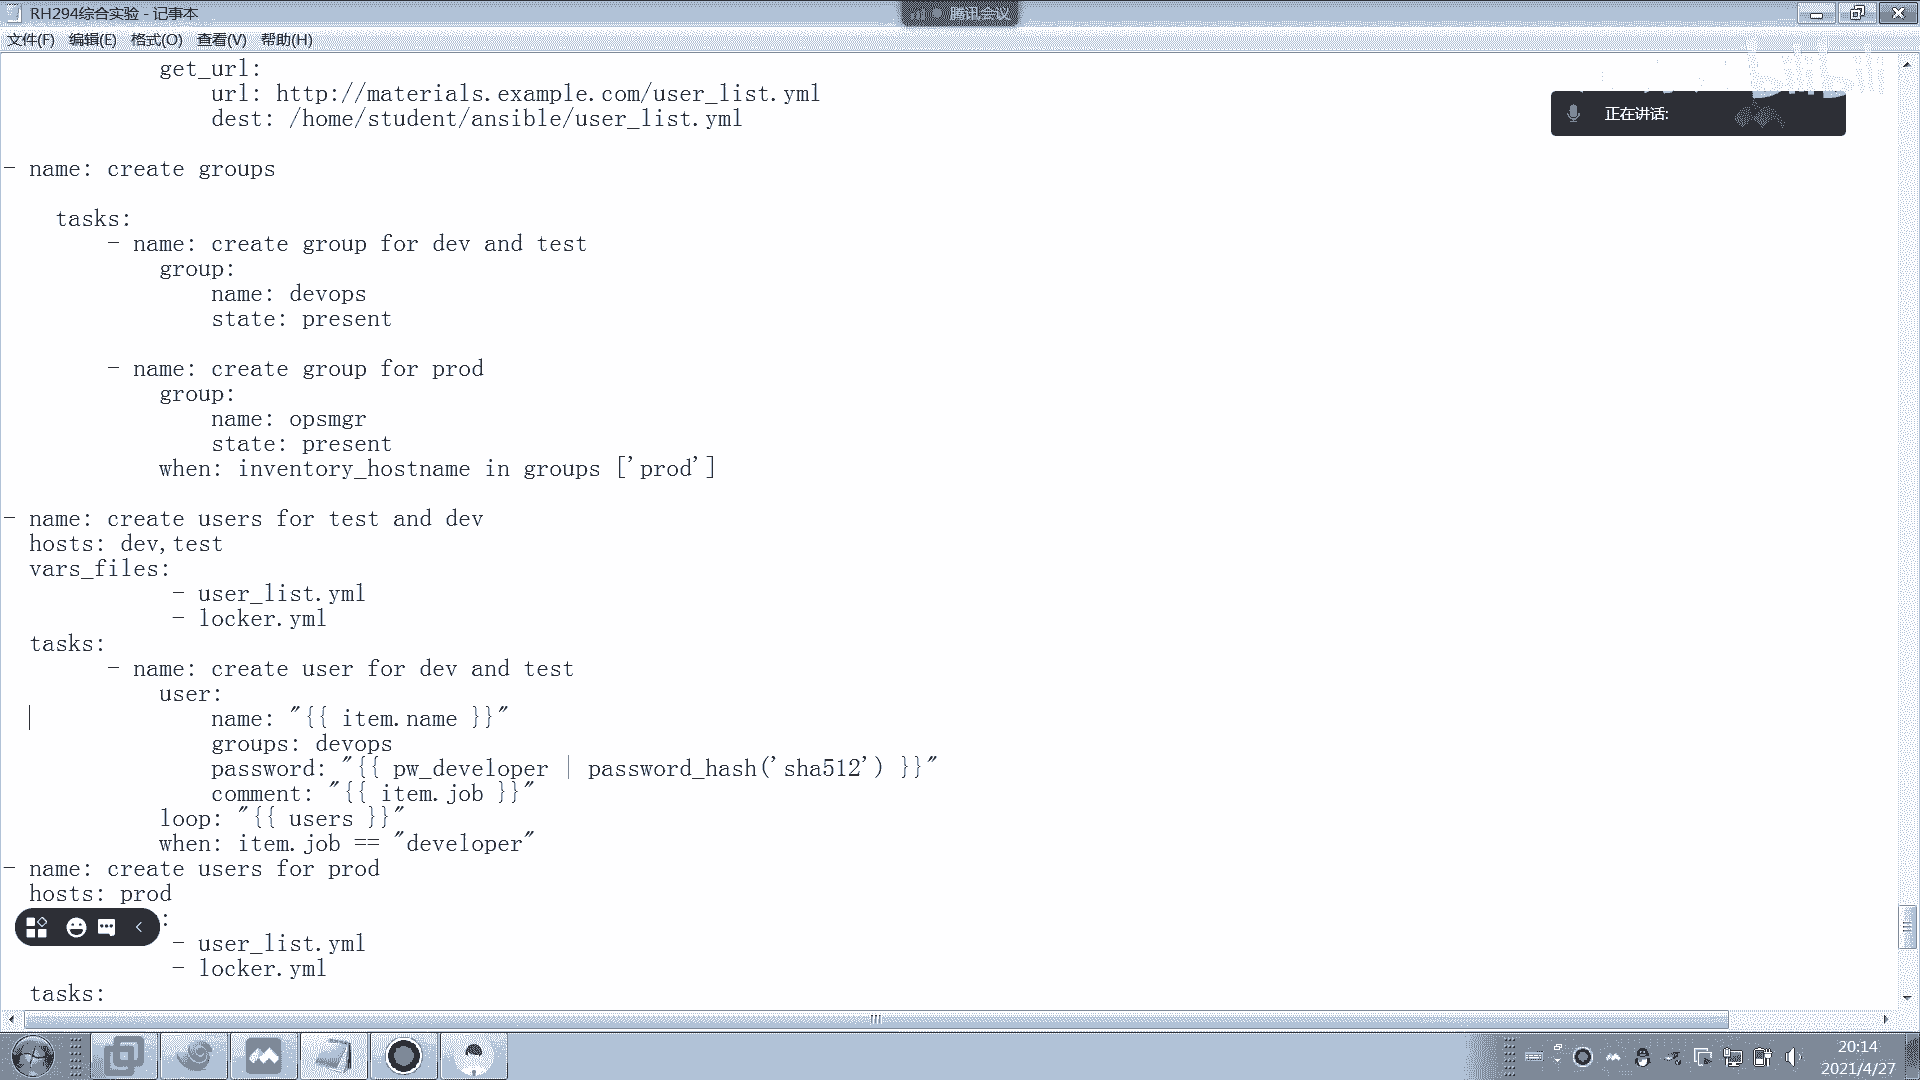 RH294综合实验 - 记事本
腾讯会议
文件(F) 编辑(E) 格式(O) 查看(V) 帮助(H)
bilibili
正在讲话:
get_url:
url: http://materials.example.com/user_list.yml
dest: /home/student/ansible/user_list.yml
- name: create groups
tasks:
- name: create group for dev and test
group:
name: devops
state: present
- name: create group for prod
group:
name: opsmgr
state: present
when: inventory_hostname in groups ['prod']
- name: create users for test and dev
hosts: dev,test
vars_files:
- user_list.yml
- locker.yml
tasks:
- name: create user for dev and test
user:
name: "{{ item.name }}"
groups: devops
password: "{{ pw_developer | password_hash('sha512') }}"
comment: "{{ item.job }}"
loop: "{{ users }}"
when: item.job == "developer"
- name: create users for prod
hosts: prod
:
- user_list.yml
- locker.yml
tasks:
20:14
2021/4/27